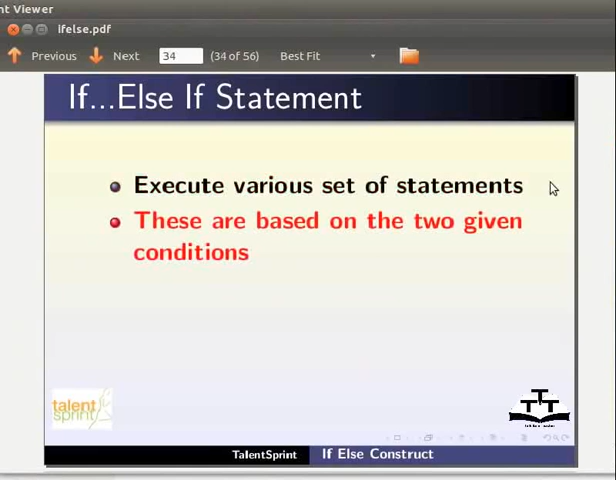 nt Viewer
ifelse.pdf
Previous Next 34 (34 of 56) Best Fit
If...Else If Statement
Execute various set of statements
These are based on the two given
conditions
talent
sprint
TTT
TalentSprint If Else Construct